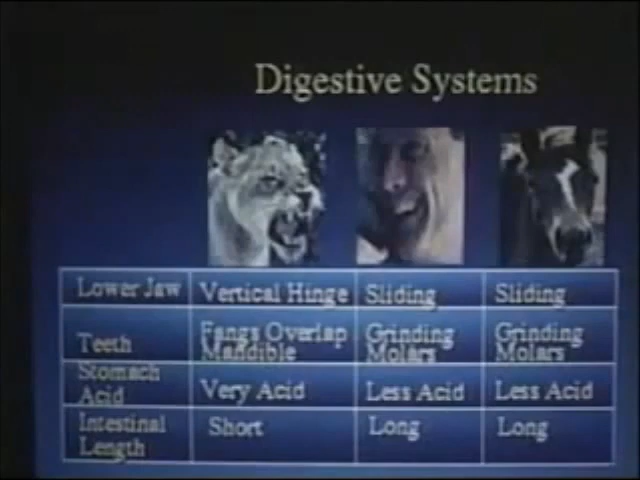 Digestive Systems
Lower Jaw Vertical Hinge Sliding Sliding
Teeth Fangs Overlap Mandible Grinding Molars Grinding Molars
Stomach Acid Very Acid Less Acid Less Acid
Intestinal Length Short Long Long